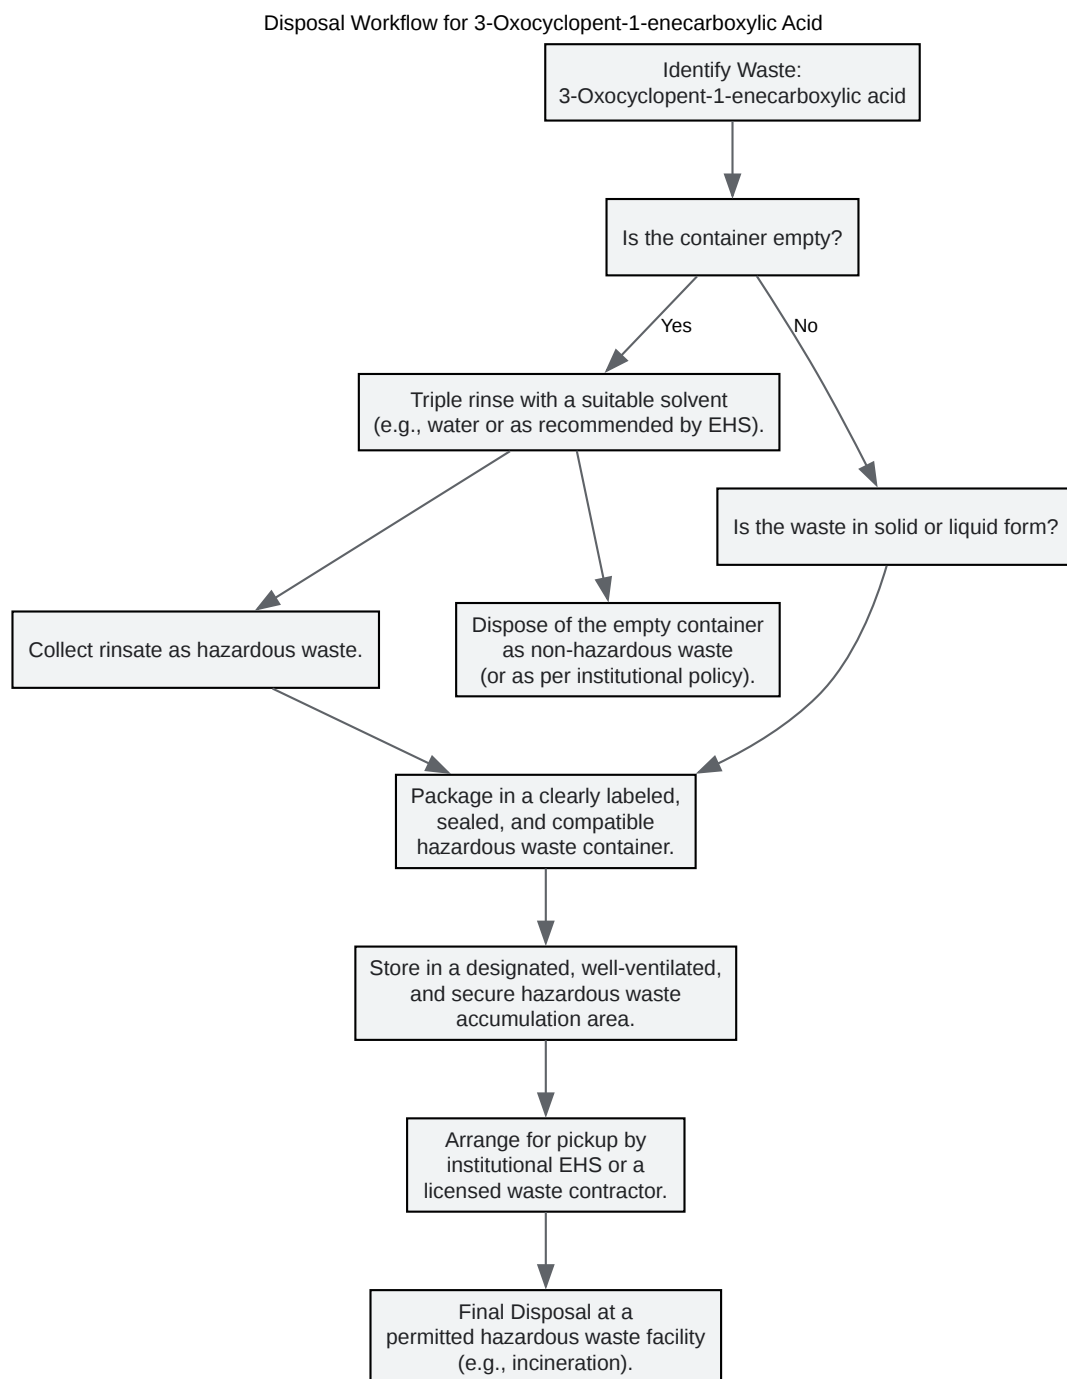 Disposal Workflow for 3-Oxocyclopent-1-enecarboxylic Acid
Identify Waste:
3-Oxocyclopent-1-enecarboxylic acid
Is the container empty?
Yes
No
Triple rinse with a suitable solvent
(e.g., water or as recommended by EHS).
Is the waste in solid or liquid form?
Collect rinsate as hazardous waste.
Dispose of the empty container
as non-hazardous waste
(or as per institutional policy).
Package in a clearly labeled,
sealed, and compatible
hazardous waste container.
Store in a designated, well-ventilated,
and secure hazardous waste
accumulation area.
Arrange for pickup by
institutional EHS or a
licensed waste contractor.
Final Disposal at a
permitted hazardous waste facility
(e.g., incineration).